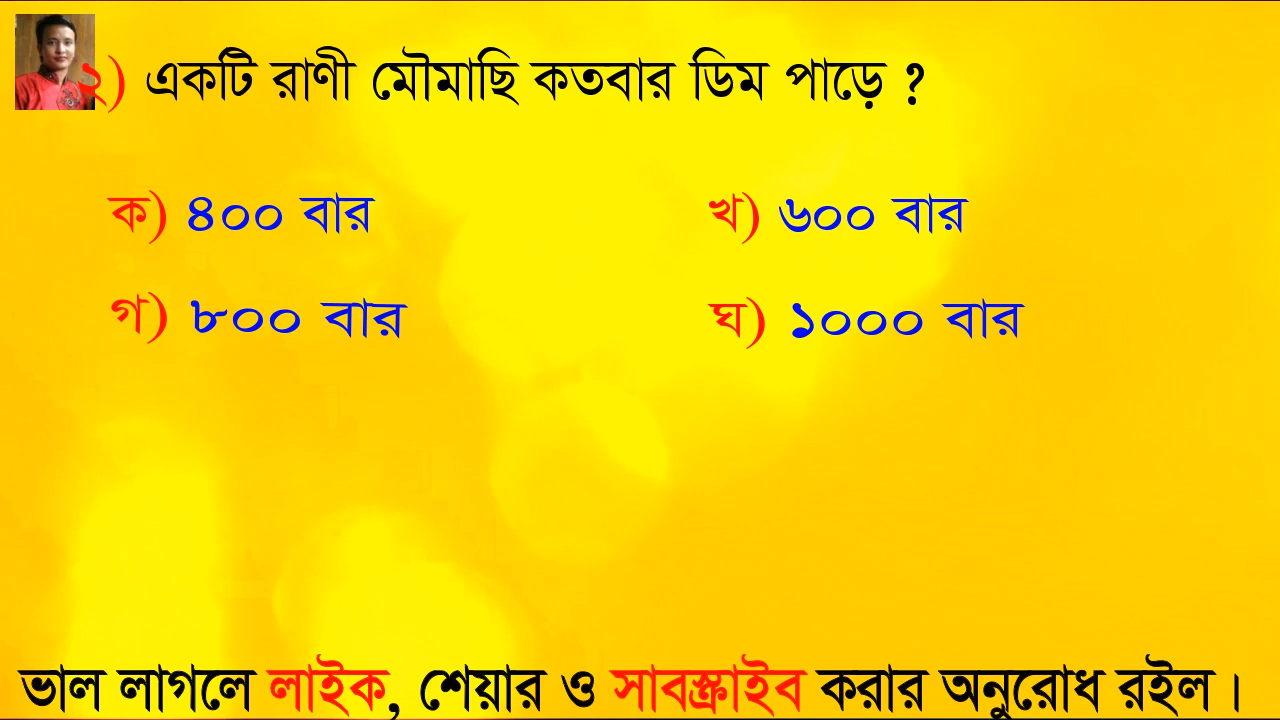 ২) একটি রাণী মৌমাছি কতবার ডিম পাড়ে ?
ক) ৪০০ বার খ) ৬০০ বার
গ) ৮০০ বার ঘ) ১০০০ বার
ভাল লাগলে লাইক, শেয়ার ও সাবস্ক্রাইব করার অনুরোধ রইল।